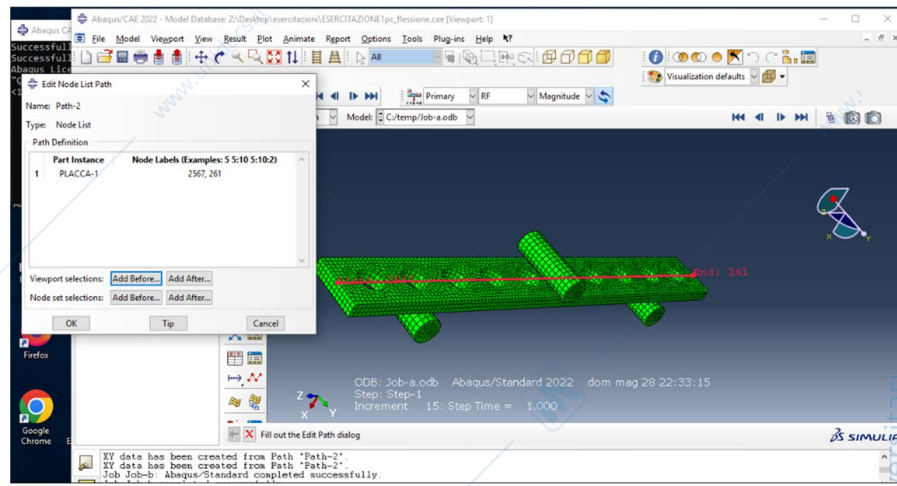 Abaqus/CAE 2022 - Model Database: Z:\Desktop\esercitazioni\ESERCITAZIONE1pc_flessione.cae [Viewport: 1]
Abaqus CA
File Model Viewport View Result Plot Animate Report Options Tools Plug-ins Help
Successful
Successful
Abaqus Lice
All
Visualization defaults
Primary RF Magnitude
Model: C:/temp/Job-a.odb
Edit Node List Path
Name: Path-2
Type: Node List
Path Definition
Part Instance Node Labels (Examples: 5 5:10 5:10:2)
1 PLACCA-1 2567, 261
Viewport selections: Add Before... Add After...
Node set selections: Add Before... Add After...
OK Tip Cancel
End: 261
Z
X Y
Firefox
Google
Chrome
ODB: Job-a.odb Abaqus/Standard 2022 dom mag 28 22:33:15
Step: Step-1
Increment 15: Step Time = 1.000
Fill out the Edit Path dialog
SIMULIA
XY data has been created from Path "Path-2".
XY data has been created from Path "Path-2".
Job Job-b: Abaqus/Standard completed successfully.